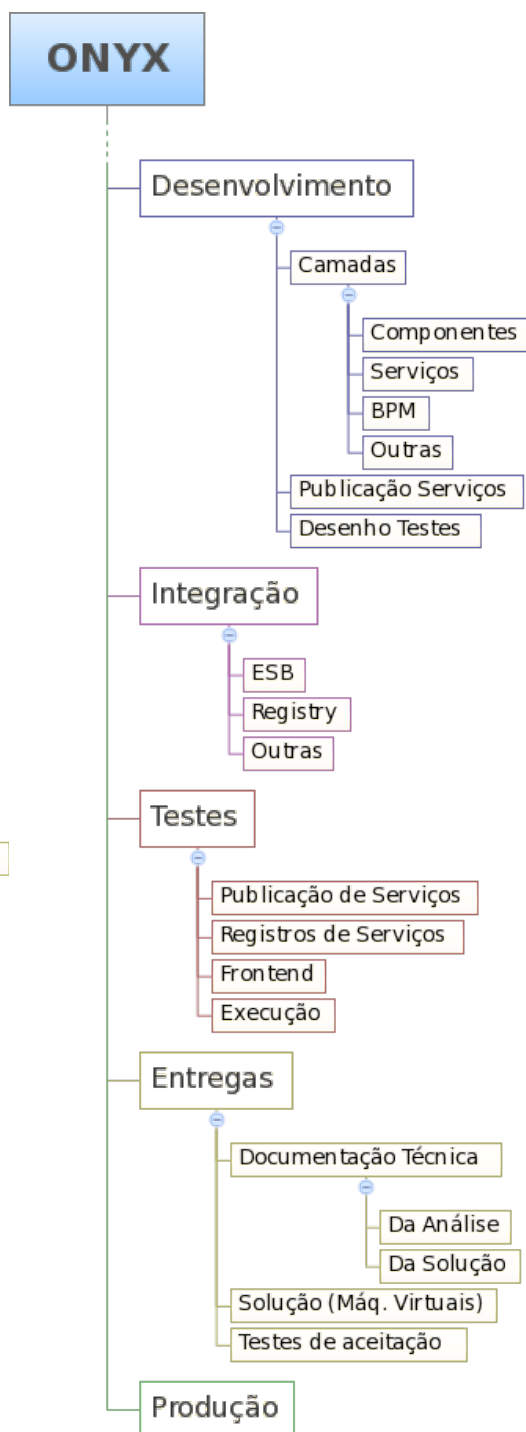 ONYX
Desenvolvimento
Camadas
Componentes
Serviços
BPM
Outras
Publicação Serviços
Desenho Testes
Integração
ESB
Registry
Outras
Testes
Publicação de Serviços
Registros de Serviços
Frontend
Execução
Entregas
Documentação Técnica
Da Análise
Da Solução
Solução (Máq. Virtuais)
Testes de aceitação
Produção